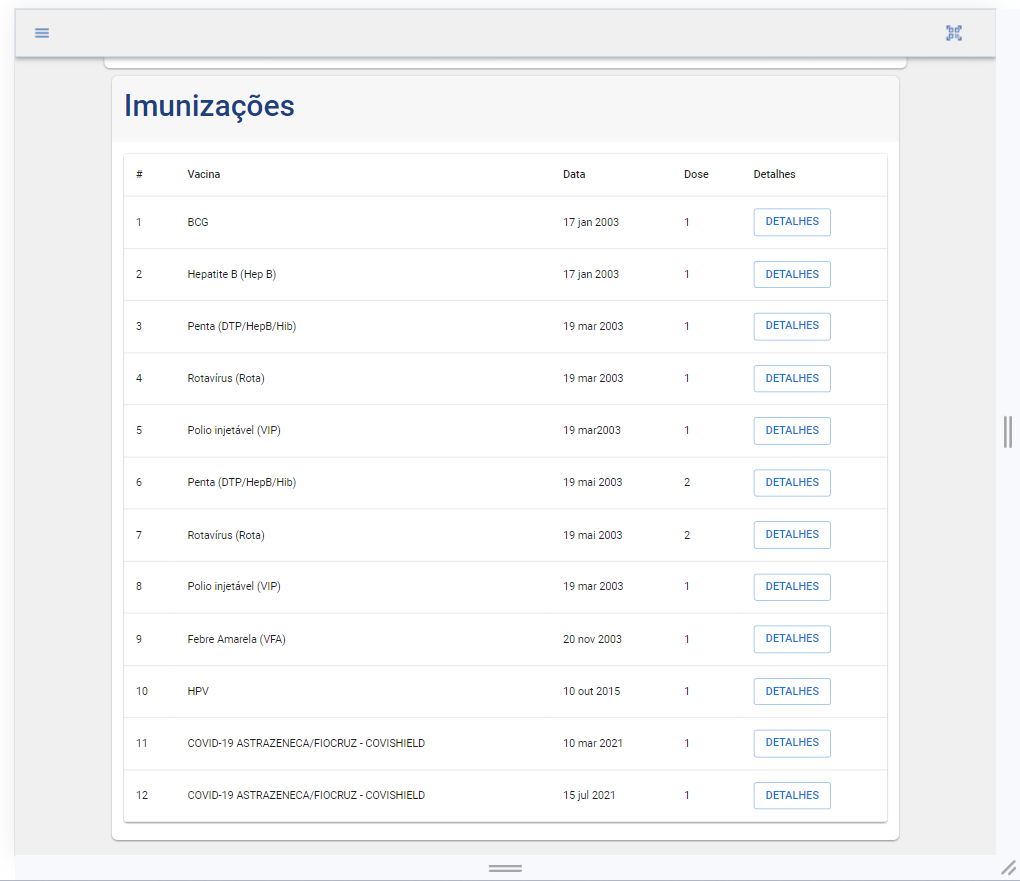 Imunizações
# Vacina Data Dose Detalhes
1 BCG 17 jan 2003 1 DETALHES
2 Hepatite B (Hep B) 17 jan 2003 1 DETALHES
3 Penta (DTP/HepB/Hib) 19 mar 2003 1 DETALHES
4 Rotavírus (Rota) 19 mar 2003 1 DETALHES
5 Polio injetável (VIP) 19 mar2003 1 DETALHES
6 Penta (DTP/HepB/Hib) 19 mai 2003 2 DETALHES
7 Rotavírus (Rota) 19 mai 2003 2 DETALHES
8 Polio injetável (VIP) 19 mar 2003 1 DETALHES
9 Febre Amarela (VFA) 20 nov 2003 1 DETALHES
10 HPV 10 out 2015 1 DETALHES
11 COVID-19 ASTRAZENECA/FIOCRUZ - COVISHIELD 10 mar 2021 1 DETALHES
12 COVID-19 ASTRAZENECA/FIOCRUZ - COVISHIELD 15 jul 2021 1 DETALHES